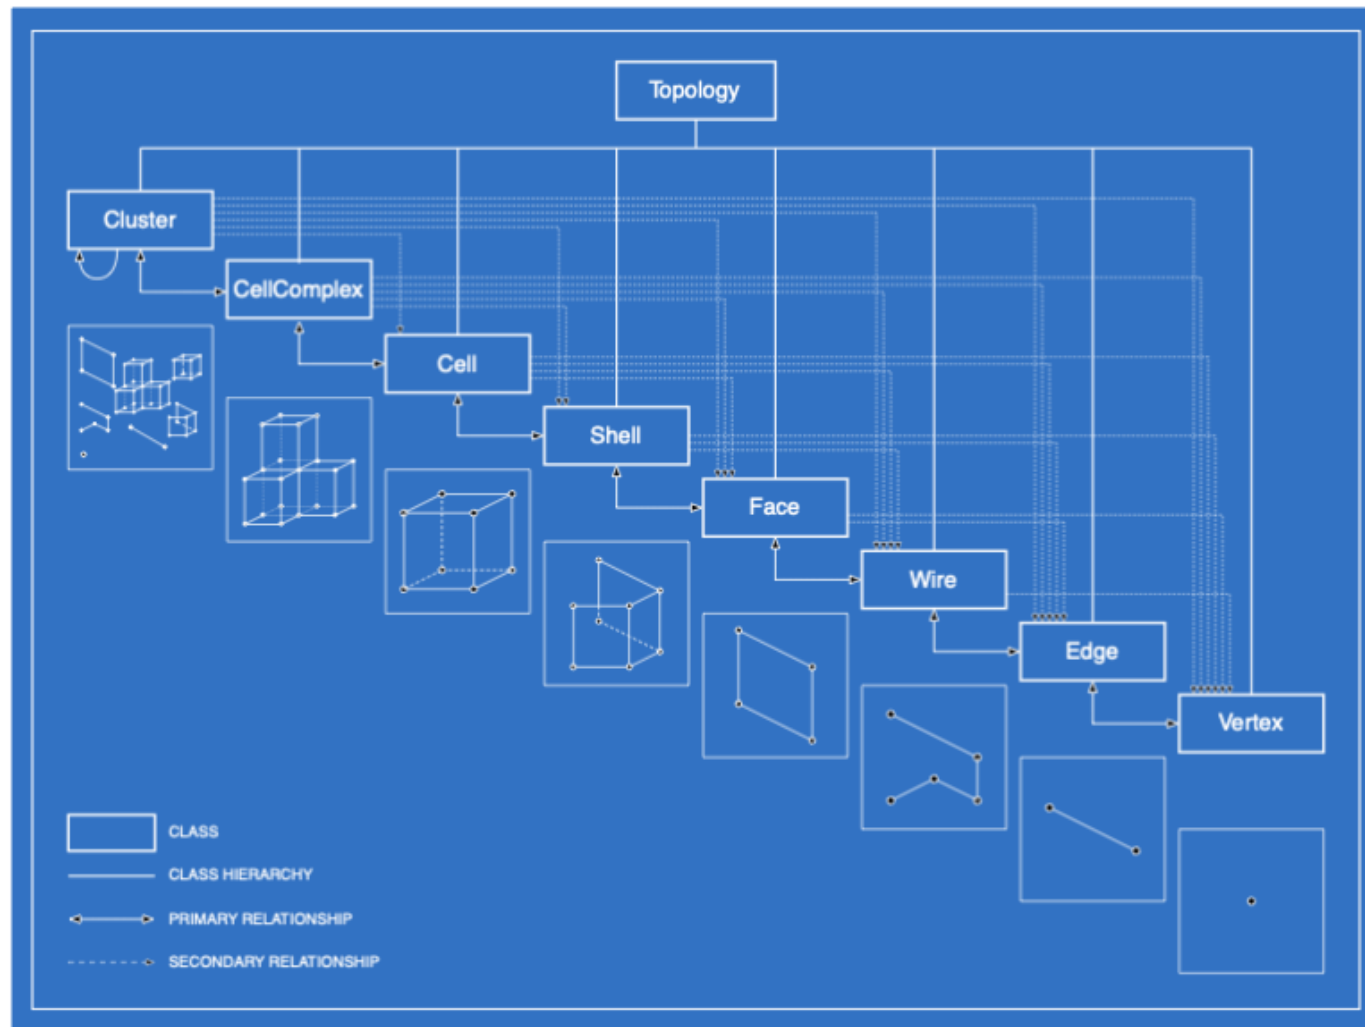 Topology
Cluster
CellComplex
Cell
Shell
Face
Wire
Edge
Vertex
CLASS
CLASS HIERARCHY
PRIMARY RELATIONSHIP
SECONDARY RELATIONSHIP